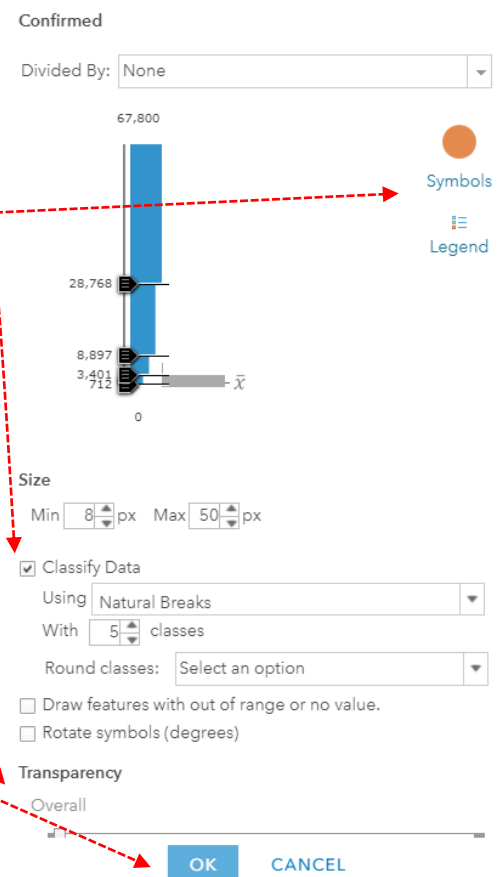 Confirmed
Divided By: None
67,800
Symbols
Legend
28,768
8,897
3,401
712
x̄
0
Size
Min 8 px Max 50 px
Classify Data
Using Natural Breaks
With 5 classes
Round classes: Select an option
Draw features with out of range or no value.
Rotate symbols (degrees)
Transparency
Overall
OK CANCEL